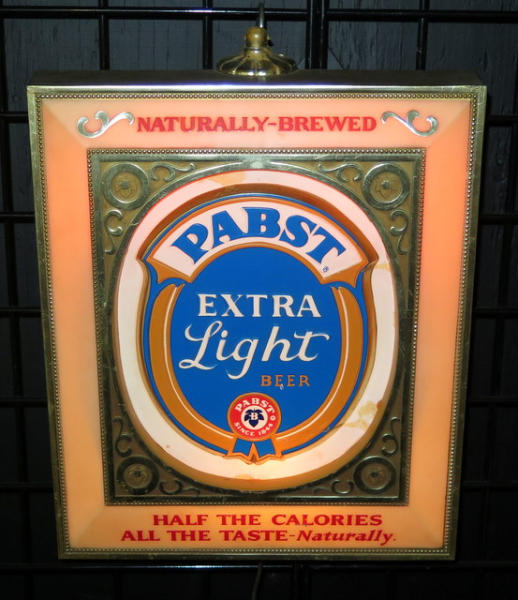 NATURALLY-BREWED
PABST
®
EXTRA
Light
BEER
PABST
B
SINCE 1844
HALF THE CALORIES
ALL THE TASTE-Naturally.